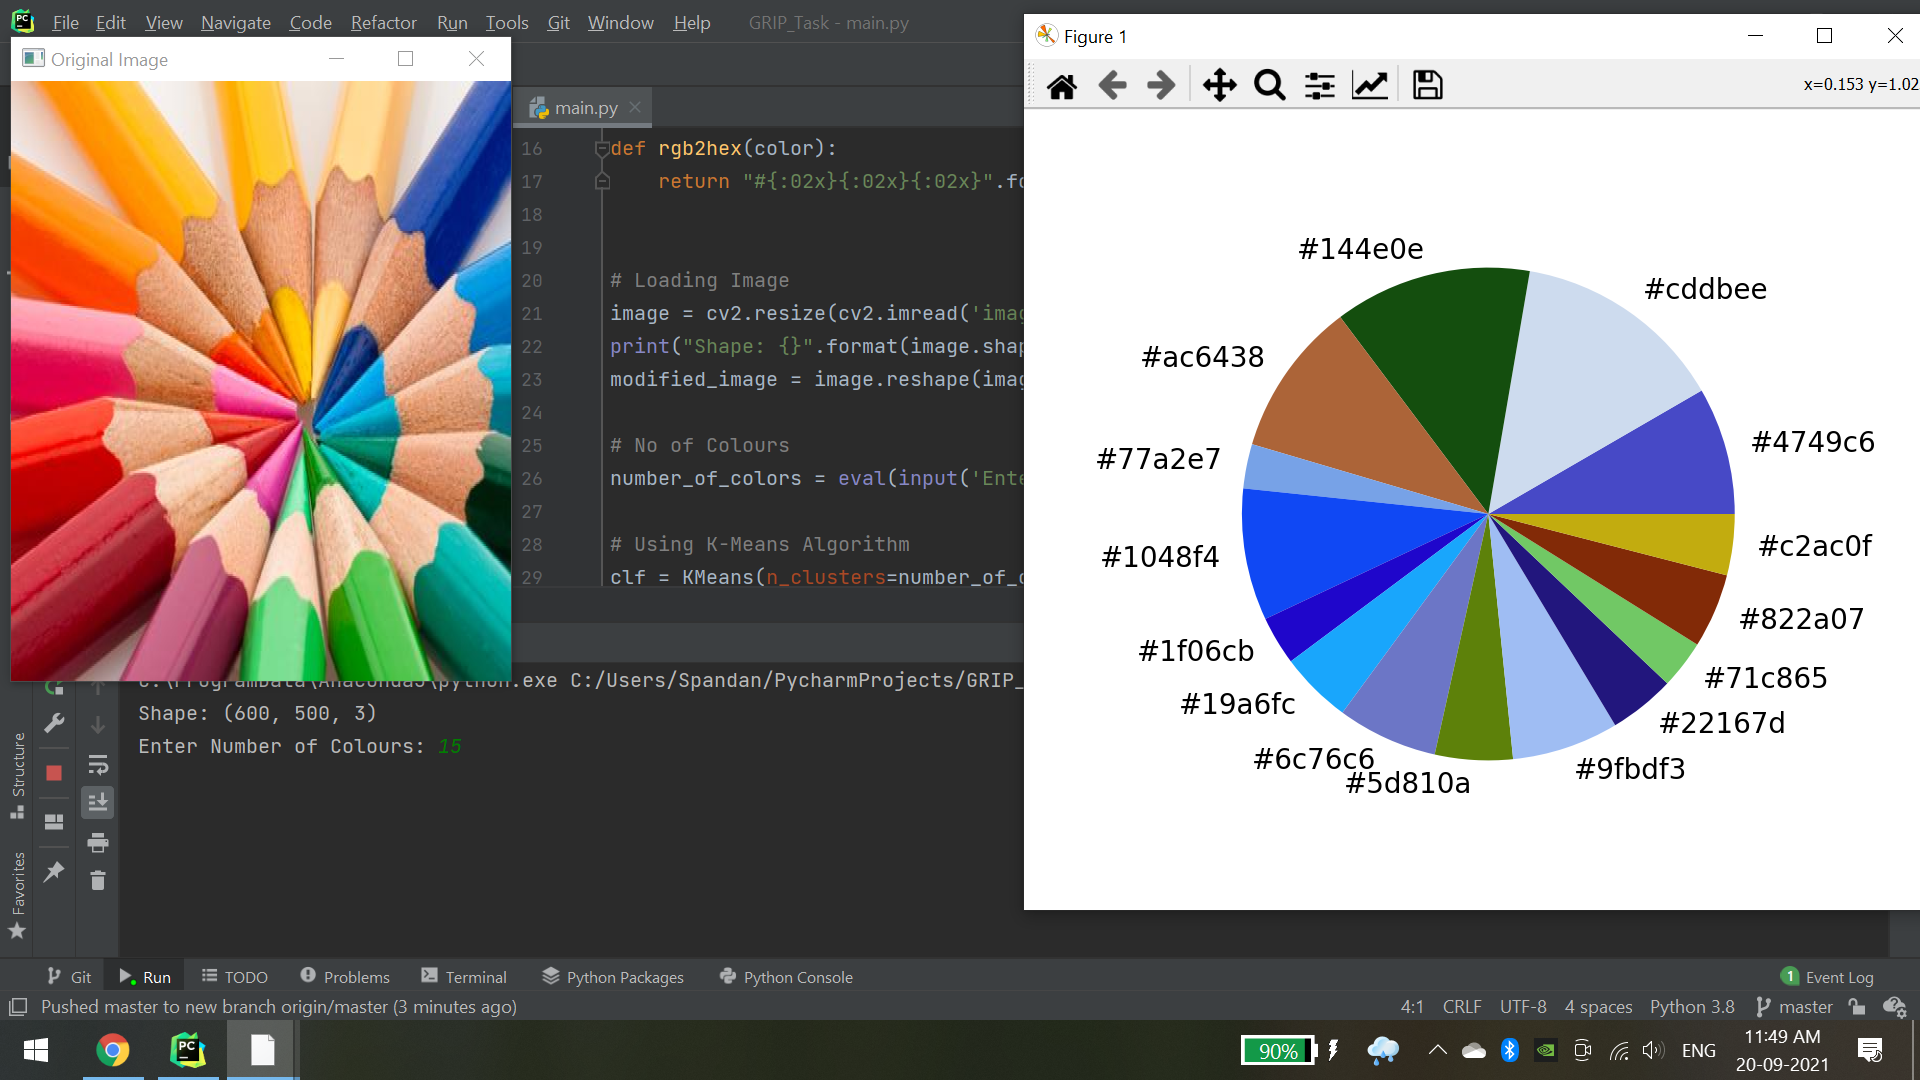 File Edit View Navigate Code Refactor Run Tools Git Window Help GRIP_Task - main.py
Original Image
main.py
16 def rgb2hex(color):
17 return "#{:02x}{:02x}{:02x}".fo
18
19
20 # Loading Image
21 image = cv2.resize(cv2.imread('imag
22 print("Shape: {}".format(image.shap
23 modified_image = image.reshape(imag
24
25 # No of Colours
26 number_of_colors = eval(input('Ente
27
28 # Using K-Means Algorithm
29 clf = KMeans(n_clusters=number_of_c
Figure 1
x=0.153 y=1.02
#144e0e
#cddbee
#ac6438
#4749c6
#77a2e7
#c2ac0f
#1048f4
#822a07
#1f06cb
#71c865
#19a6fc
#22167d
#6c76c6
#9fbdf3
#5d810a
C:\ProgramData\Anaconda3\python.exe C:/Users/Spandan/PycharmProjects/GRIP_
Shape: (600, 500, 3)
Enter Number of Colours: 15
Structure
Favorites
Git Run TODO Problems Terminal Python Packages Python Console 1 Event Log
Pushed master to new branch origin/master (3 minutes ago) 4:1 CRLF UTF-8 4 spaces Python 3.8 master
PC
90% ENG 11:49 AM
20-09-2021